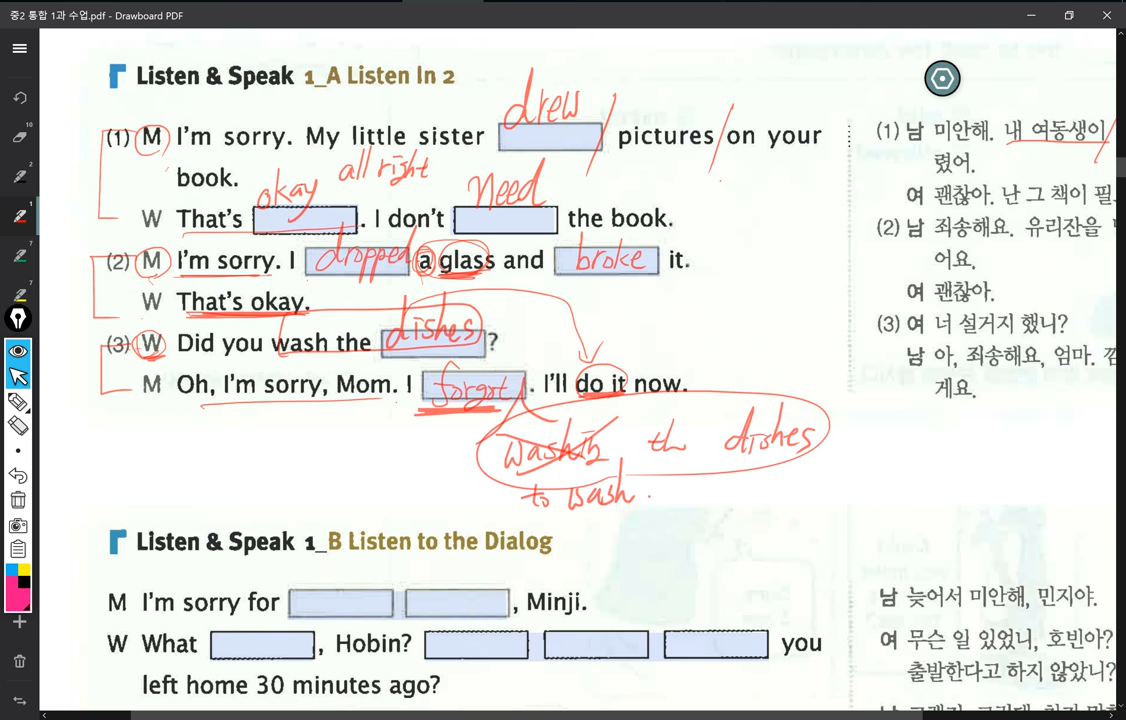 중2 통합 1과 수업.pdf - Drawboard PDF
Listen & Speak 1_A Listen In 2
(1) M I'm sorry. My little sister drew pictures on your
book.
okay all right need
W That's . I don't the book.
(2) M I'm sorry. I dropped a glass and broke it.
W That's okay.
(3) W Did you wash the dishes?
M Oh, I'm sorry, Mom. I forgot. I'll do it now.
washing the dishes
to wash.
(1) 남 미안해. 내 여동생이
렸어.
여 괜찮아. 난 그 책이 필
(2) 남 죄송해요. 유리잔을
어요.
여 괜찮아.
(3) 여 너 설거지 했니?
남 아, 죄송해요, 엄마. 깜
게요.
Listen & Speak 1_B Listen to the Dialog
M I'm sorry for , Minji.
W What , Hobin? you
left home 30 minutes ago?
남 늦어서 미안해, 민지야.
여 무슨 일 있었니, 호빈아?
출발한다고 하지 않았니?
10
2
1
7
7